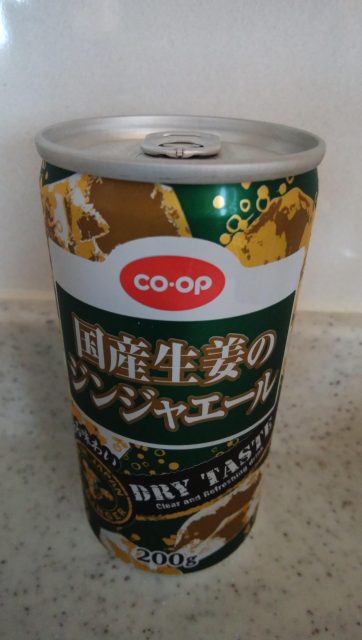 CO·OP
国産生姜の
ジンジャエール
DRY TASTE
Clear and Refreshing
200g